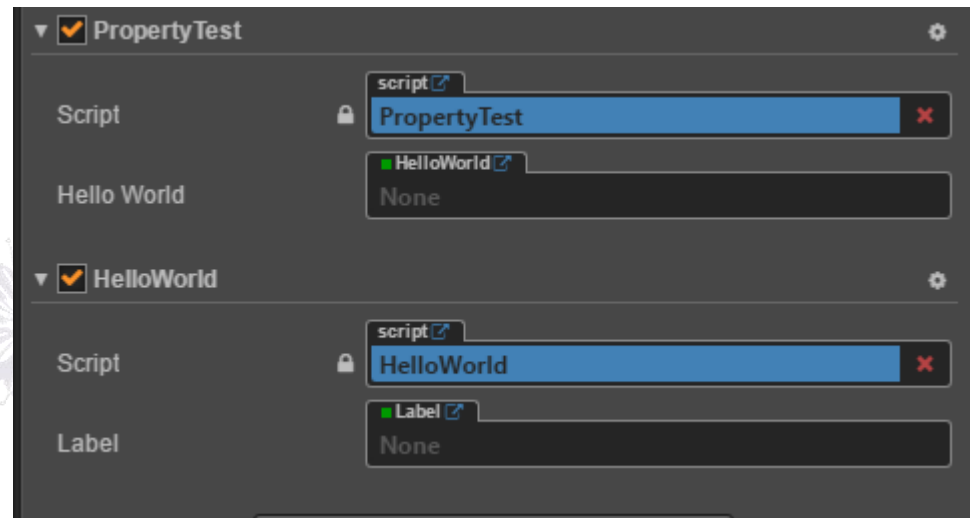 PropertyTest
script
Script
PropertyTest
HelloWorld
Hello World
None
HelloWorld
script
Script
HelloWorld
Label
Label
None